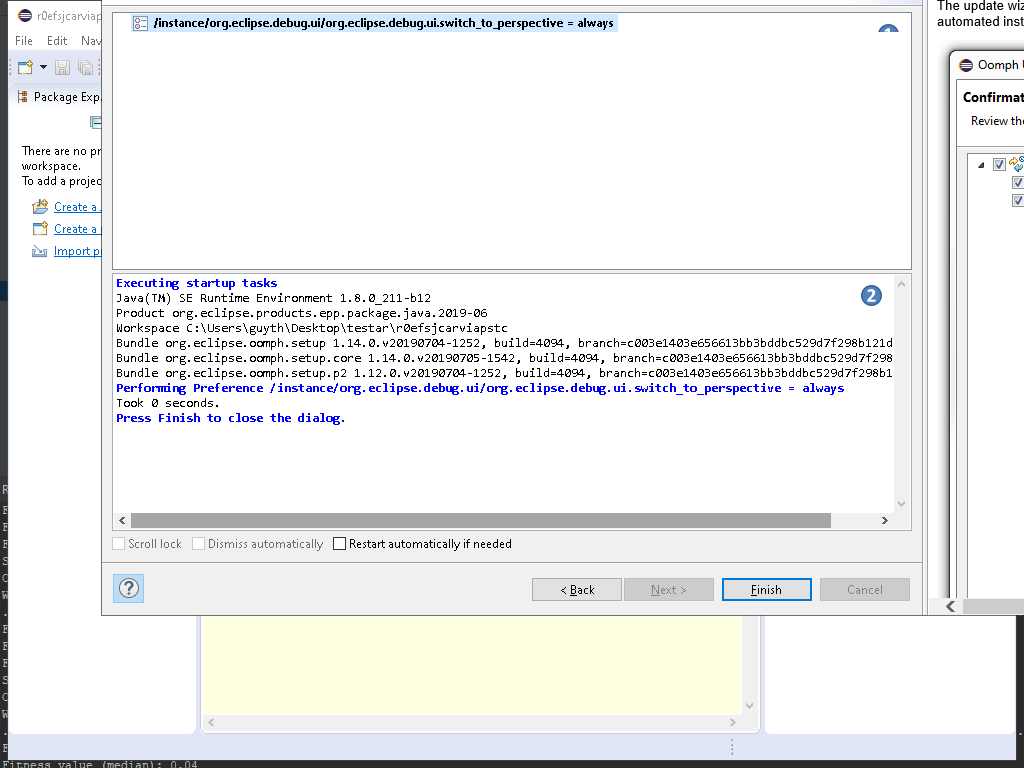 r0efsjcarviap
File Edit Nav
Package Exp
There are no pr
workspace.
To add a projec
Create a
Create a
Import p
/instance/org.eclipse.debug.ui/org.eclipse.debug.ui.switch_to_perspective = always
Executing startup tasks
Java(TM) SE Runtime Environment 1.8.0_211-b12
Product org.eclipse.products.epp.package.java.2019-06
Workspace C:\Users\guyth\Desktop\testar\r0efsjcarviapstc
Bundle org.eclipse.oomph.setup 1.14.0.v20190704-1252, build=4094, branch=c003e1403e656613bb3bddbc529d7f298b121d
Bundle org.eclipse.oomph.setup.core 1.14.0.v20190705-1542, build=4094, branch=c003e1403e656613bb3bddbc529d7f298
Bundle org.eclipse.oomph.setup.p2 1.12.0.v20190704-1252, build=4094, branch=c003e1403e656613bb3bddbc529d7f298b1
Performing Preference /instance/org.eclipse.debug.ui/org.eclipse.debug.ui.switch_to_perspective = always
Took 0 seconds.
Press Finish to close the dialog.
2
Scroll lock Dismiss automatically Restart automatically if needed
? < Back Next > Finish Cancel
The update wiz
automated inst
Oomph
Confirmat
Review the
Fitness value (median): 0.04